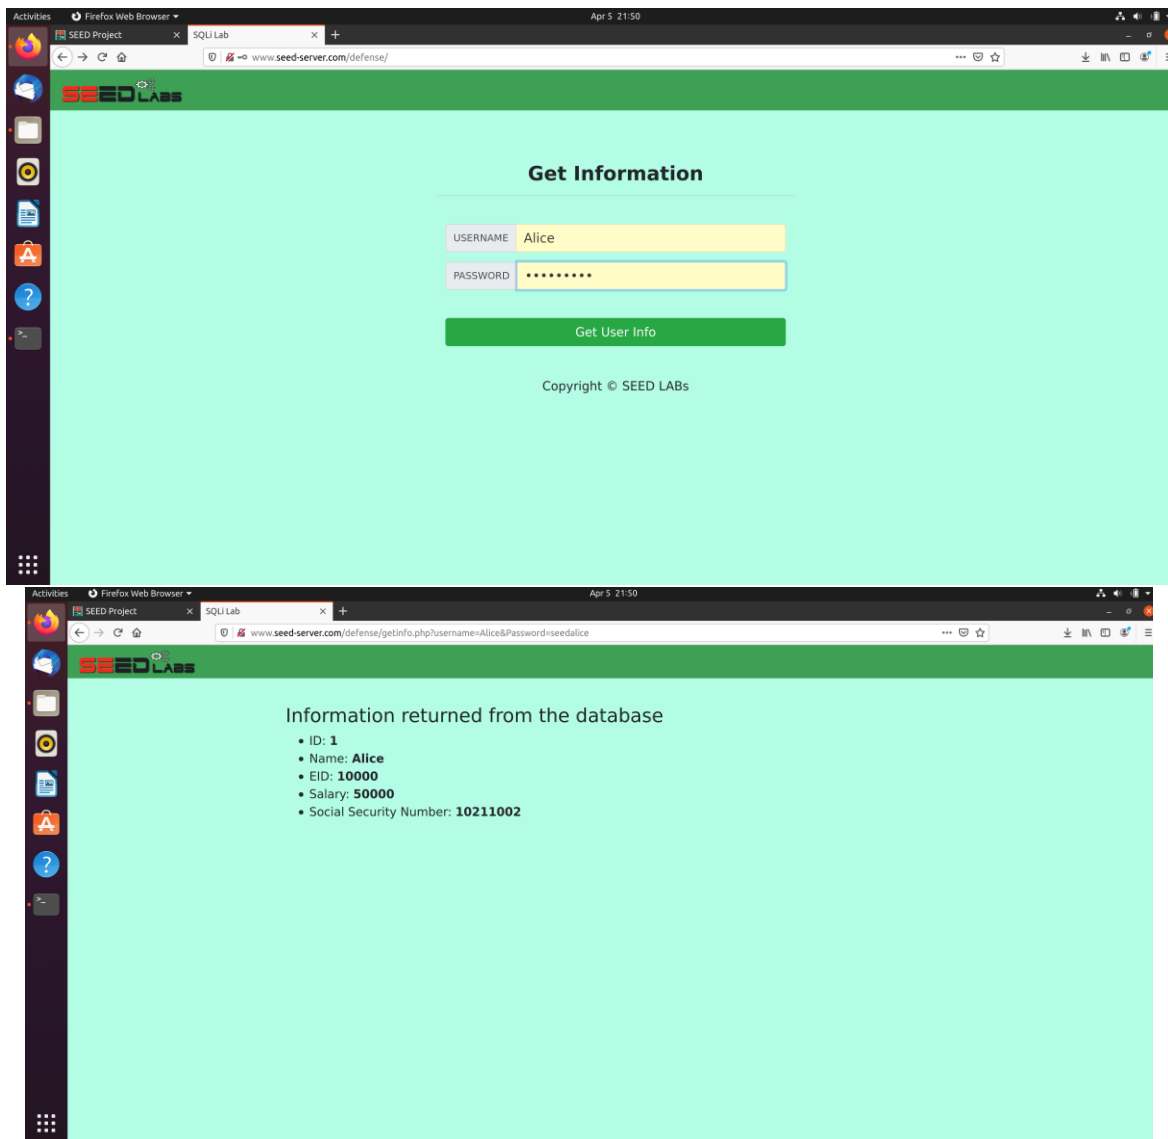 Activities Firefox Web Browser Apr 5 21:50
SEED Project SQLi Lab
www.seed-server.com/defense/
SEED LABS
Get Information
USERNAME Alice
PASSWORD •••••••••
Get User Info
Copyright © SEED LABs
Activities Firefox Web Browser Apr 5 21:50
SEED Project SQLi Lab
www.seed-server.com/defense/getinfo.php?username=Alice&Password=seedalice
SEED LABS
Information returned from the database
• ID: 1
• Name: Alice
• EID: 10000
• Salary: 50000
• Social Security Number: 10211002